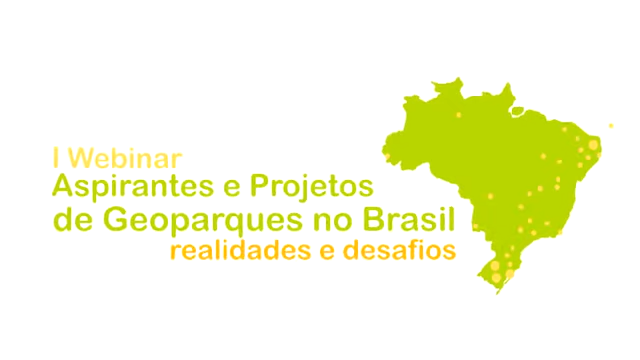 I Webinar
Aspirantes e Projetos
de Geoparques no Brasil
realidades e desafios